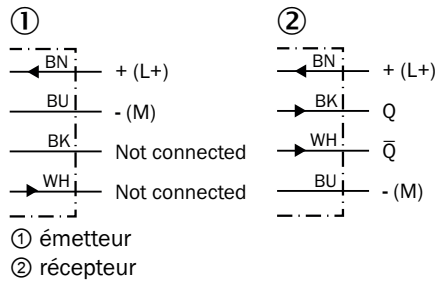 ①
BN + (L+)
BU - (M)
BK Not connected
WH Not connected
②
BN + (L+)
BK Q
WH Q̅
BU - (M)
① émetteur
② récepteur